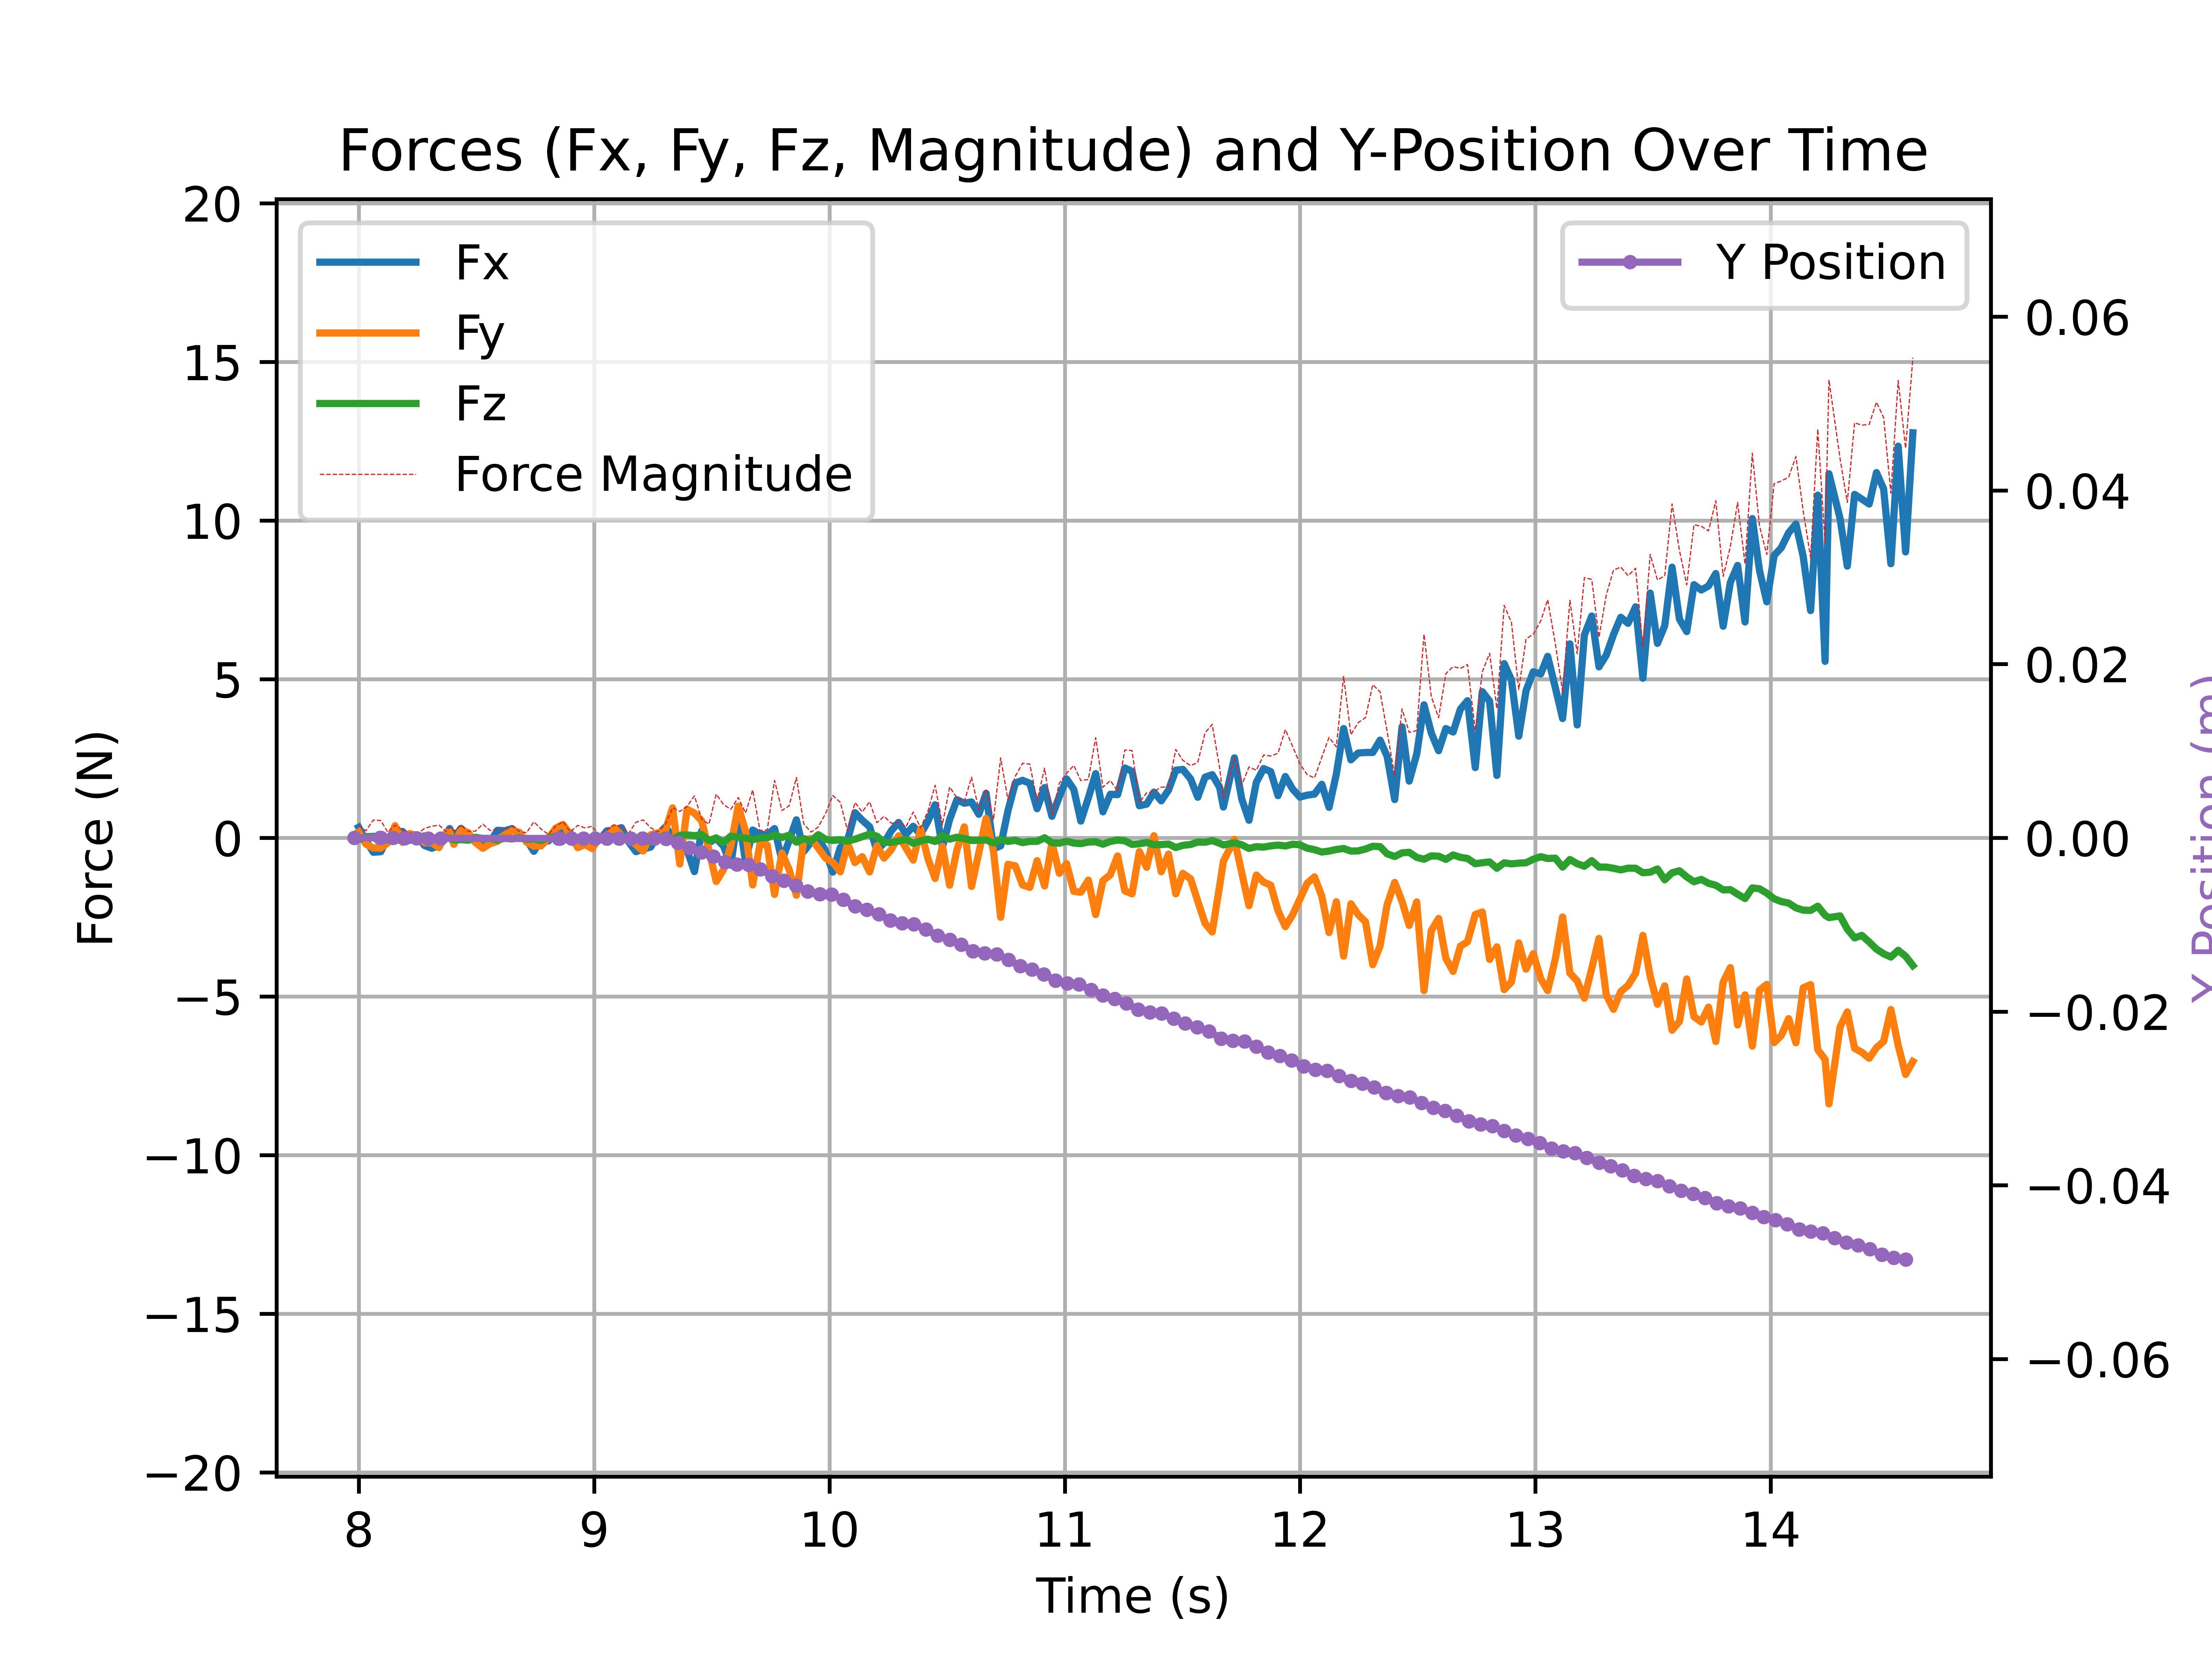 Forces (Fx, Fy, Fz, Magnitude) and Y-Position Over Time
Fx
Fy
Fz
Force Magnitude
Y Position
20
15
10
5
0
−5
−10
−15
−20
Force (N)
0.06
0.04
0.02
0.00
−0.02
−0.04
−0.06
Y Position (m)
8 9 10 11 12 13 14
Time (s)